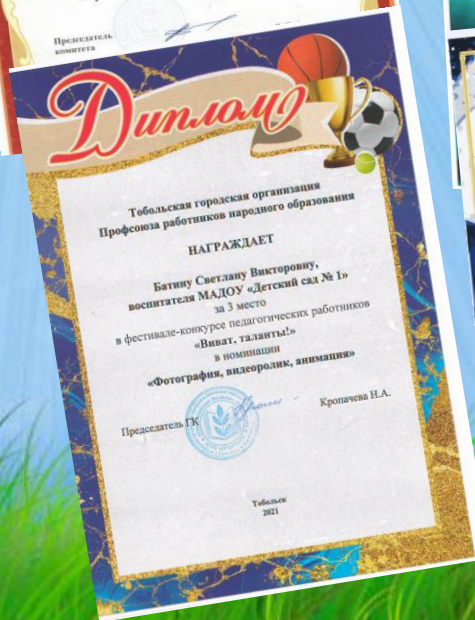 Председатель
комитета
Диплом
Тобольская городская организация
Профсоюза работников народного образования
НАГРАЖДАЕТ
Батину Светлану Викторовну,
воспитателя МАДОУ «Детский сад № 1»
за 3 место
в фестивале-конкурсе педагогических работников
«Виват, таланты!»
в номинации
«Фотография, видеоролик, анимация»
Председатель ГК Кропачева Н.А.
Тобольск
2021